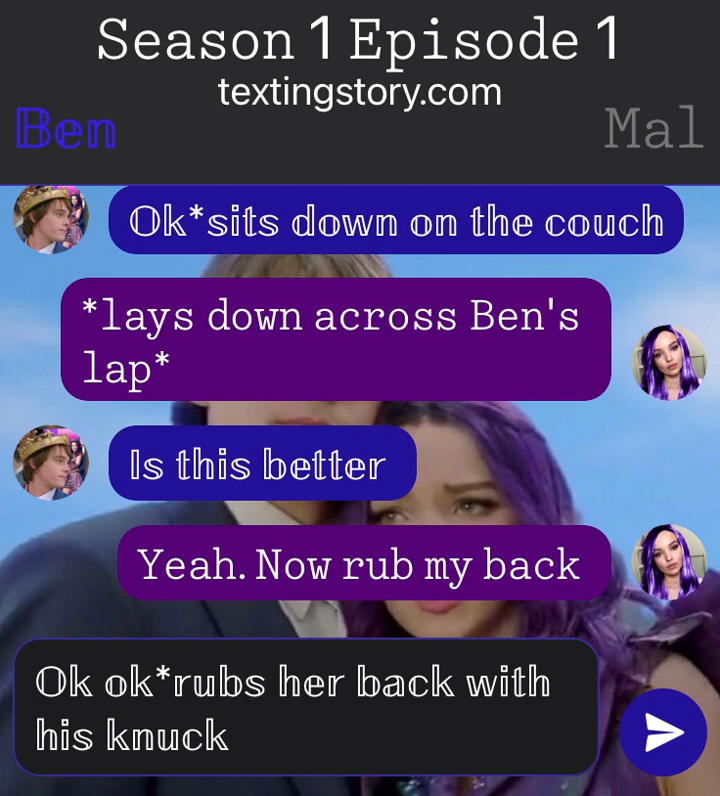 Season 1 Episode 1
textingstory.com
Ben
Mal
Ok*sits down on the couch
*lays down across Ben's
lap*
Is this better
Yeah. Now rub my back
Ok ok*rubs her back with
his knuck